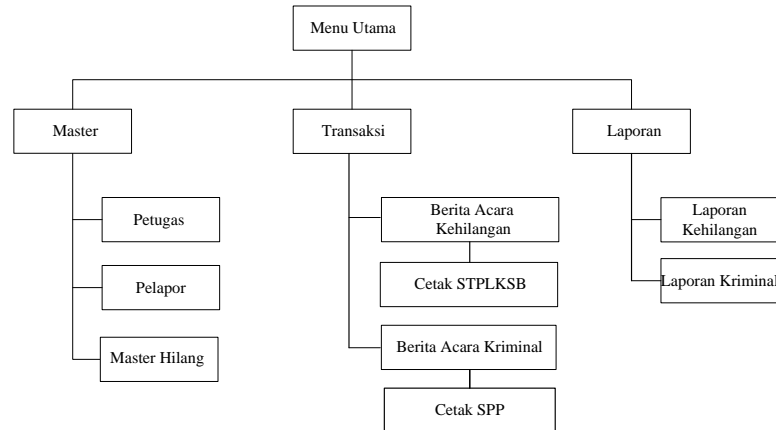 Menu Utama
Master
Transaksi
Laporan
Petugas
Pelapor
Master Hilang
Berita Acara
Kehilangan
Cetak STPLKSB
Berita Acara Kriminal
Cetak SPP
Laporan
Kehilangan
Laporan Kriminal